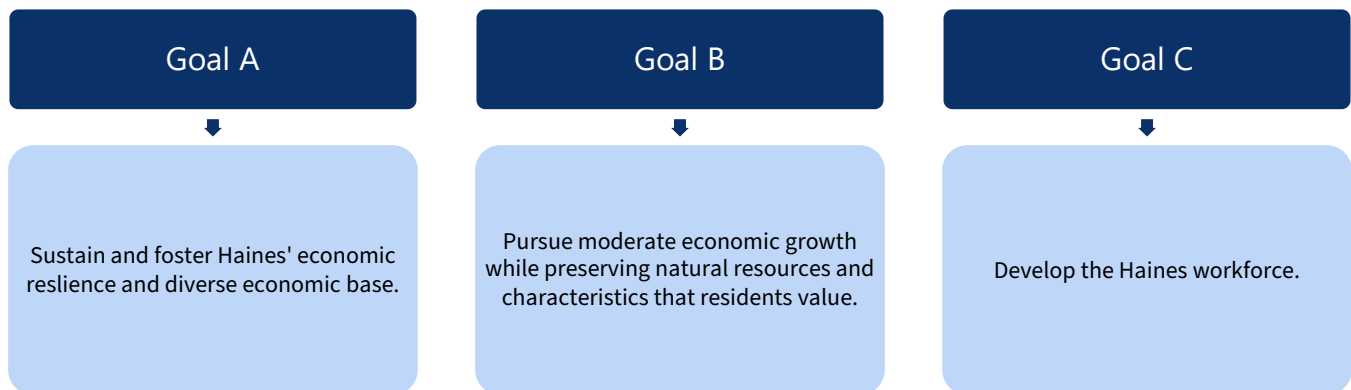 Goal A
Goal B
Goal C
Sustain and foster Haines' economic
reslience and diverse economic base.
Pursue moderate economic growth
while preserving natural resources and
characteristics that residents value.
Develop the Haines workforce.